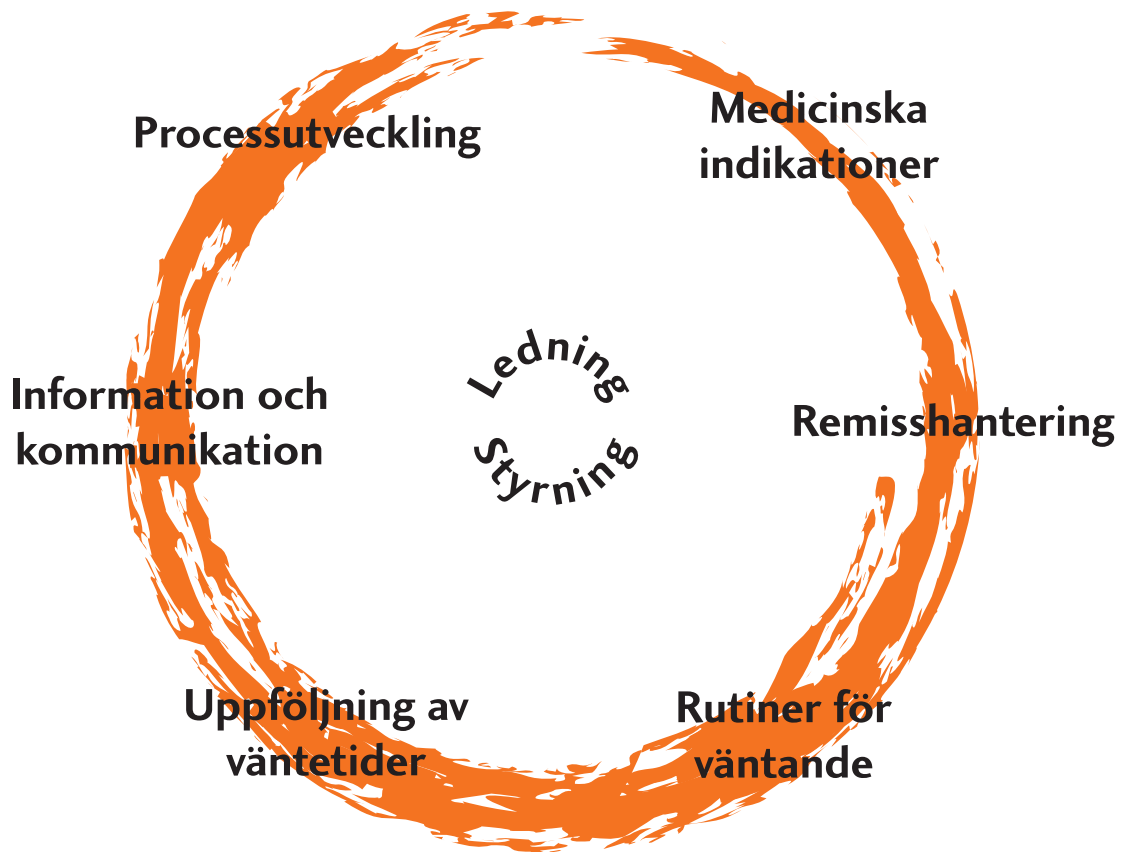 Processutveckling
Medicinska
indikationer
Ledning
Styrning
Information och
kommunikation
Remisshantering
Uppföljning av
väntetider
Rutiner för
väntande